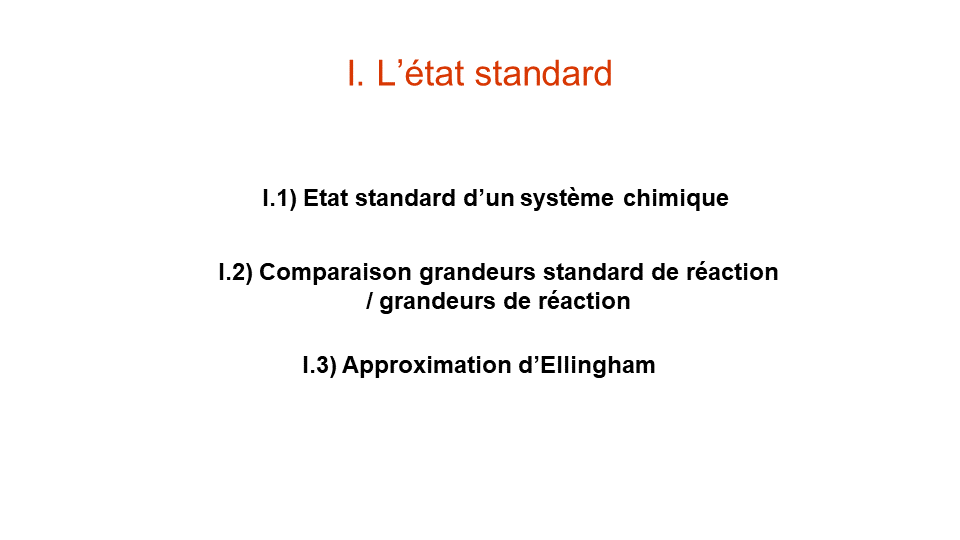 I. L’état standard
I.1) Etat standard d’un système chimique
I.2) Comparaison grandeurs standard de réaction
/ grandeurs de réaction
I.3) Approximation d’Ellingham